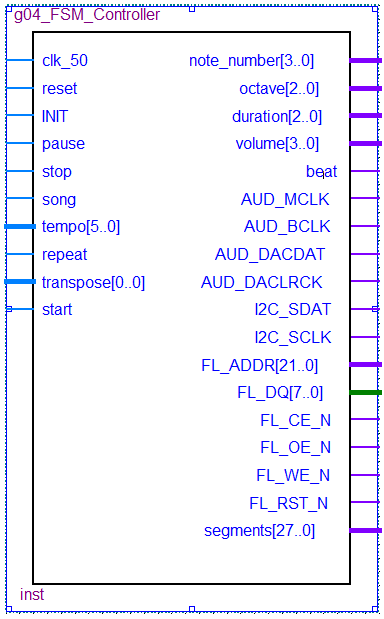 g04_FSM_Controller
clk_50 note_number[3..0]
reset octave[2..0]
INIT duration[2..0]
pause volume[3..0]
stop beat
song AUD_MCLK
tempo[5..0] AUD_BCLK
repeat AUD_DACDAT
transpose[0..0] AUD_DACLRCK
start I2C_SDAT
I2C_SCLK
FL_ADDR[21..0]
FL_DQ[7..0]
FL_CE_N
FL_OE_N
FL_WE_N
FL_RST_N
segments[27..0]
inst